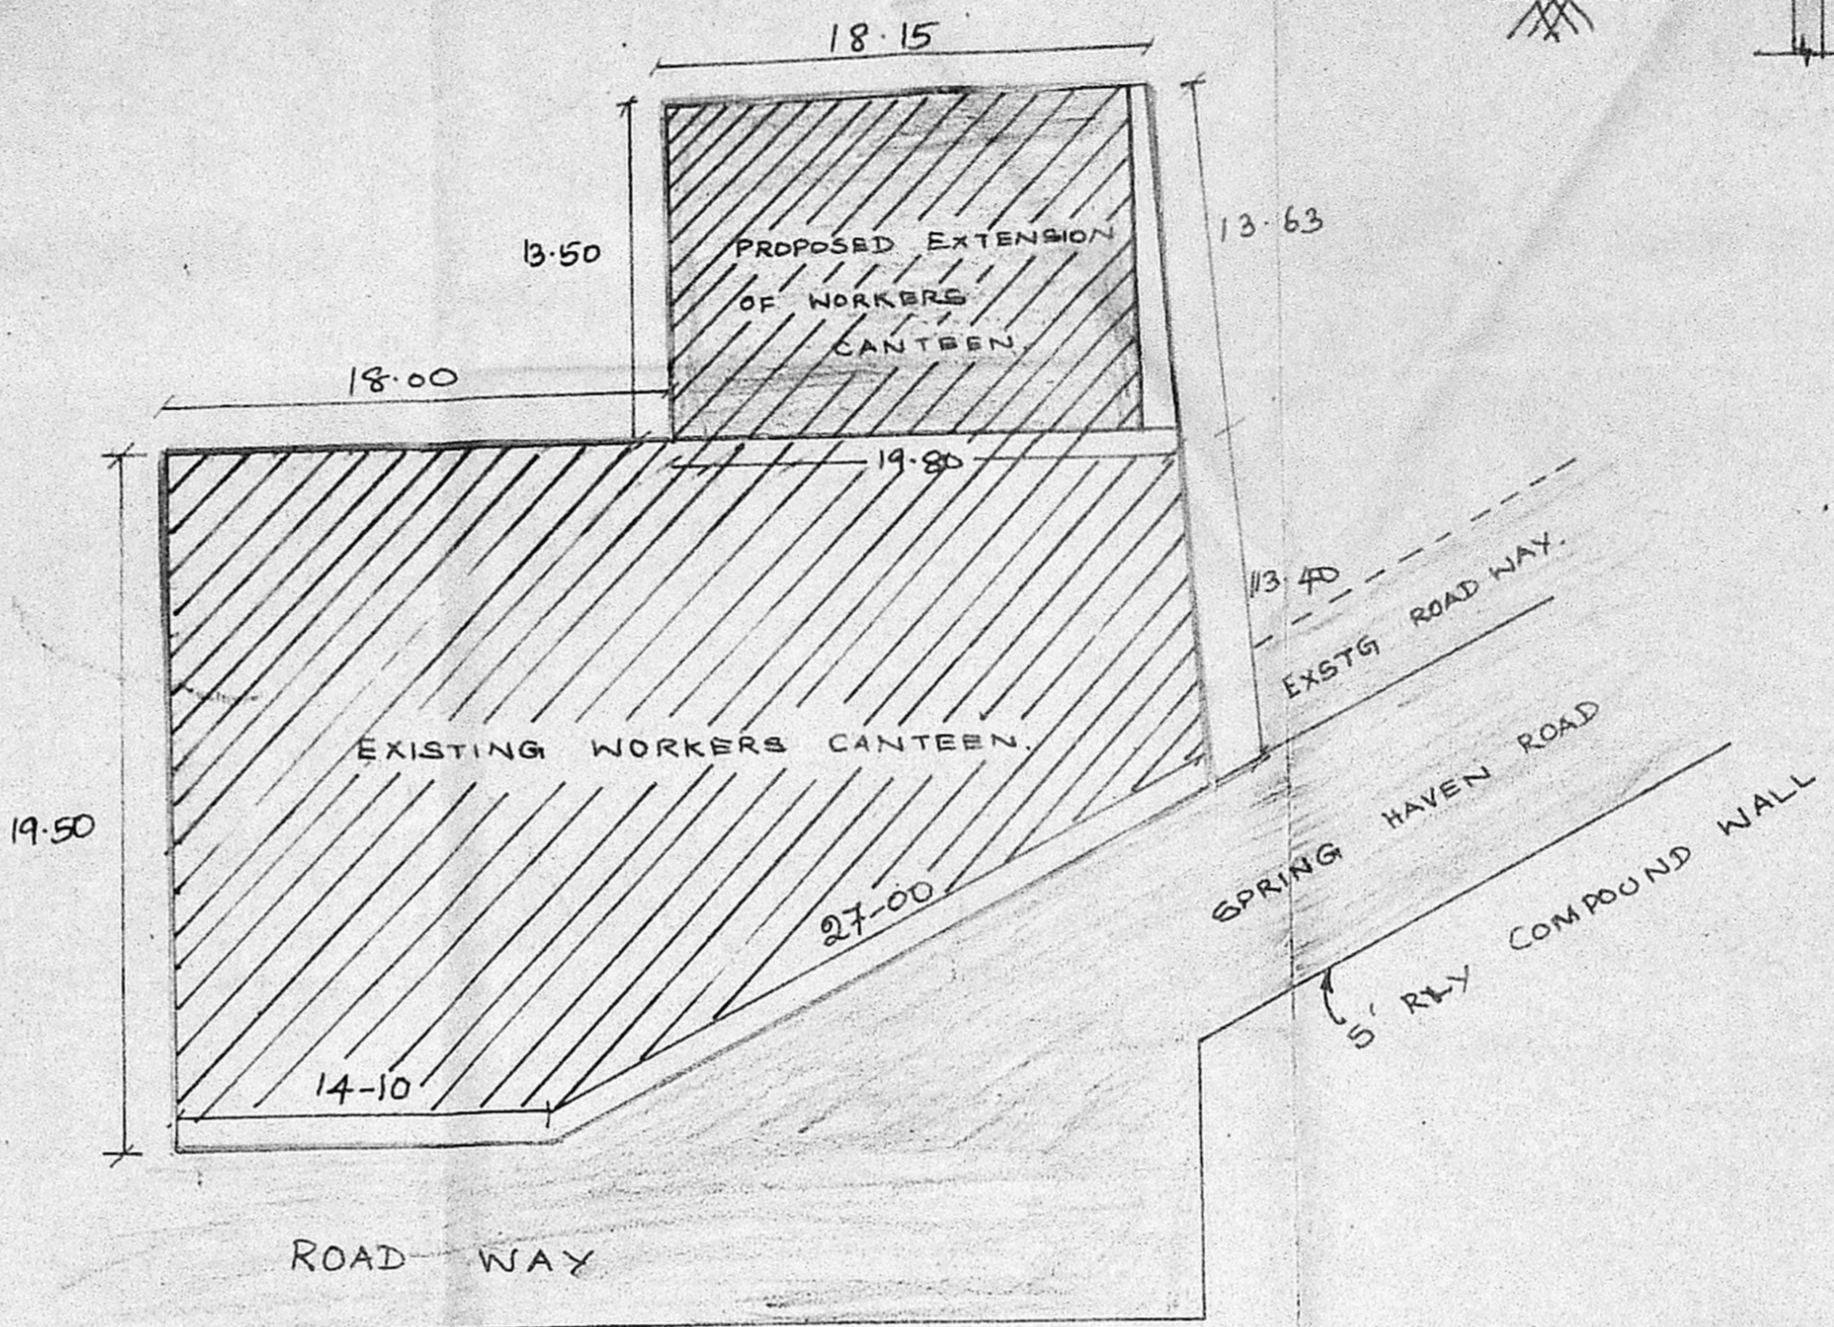 18.15
13.50
13.63
PROPOSED EXTENSION
OF WORKERS
CANTEEN.
18.00
19.80
13.40
EXSTG ROAD WAY.
EXISTING WORKERS CANTEEN.
19.50
SPRING HAVEN ROAD
27-00
5' RLY COMPOUND WALL
14-10
ROAD WAY